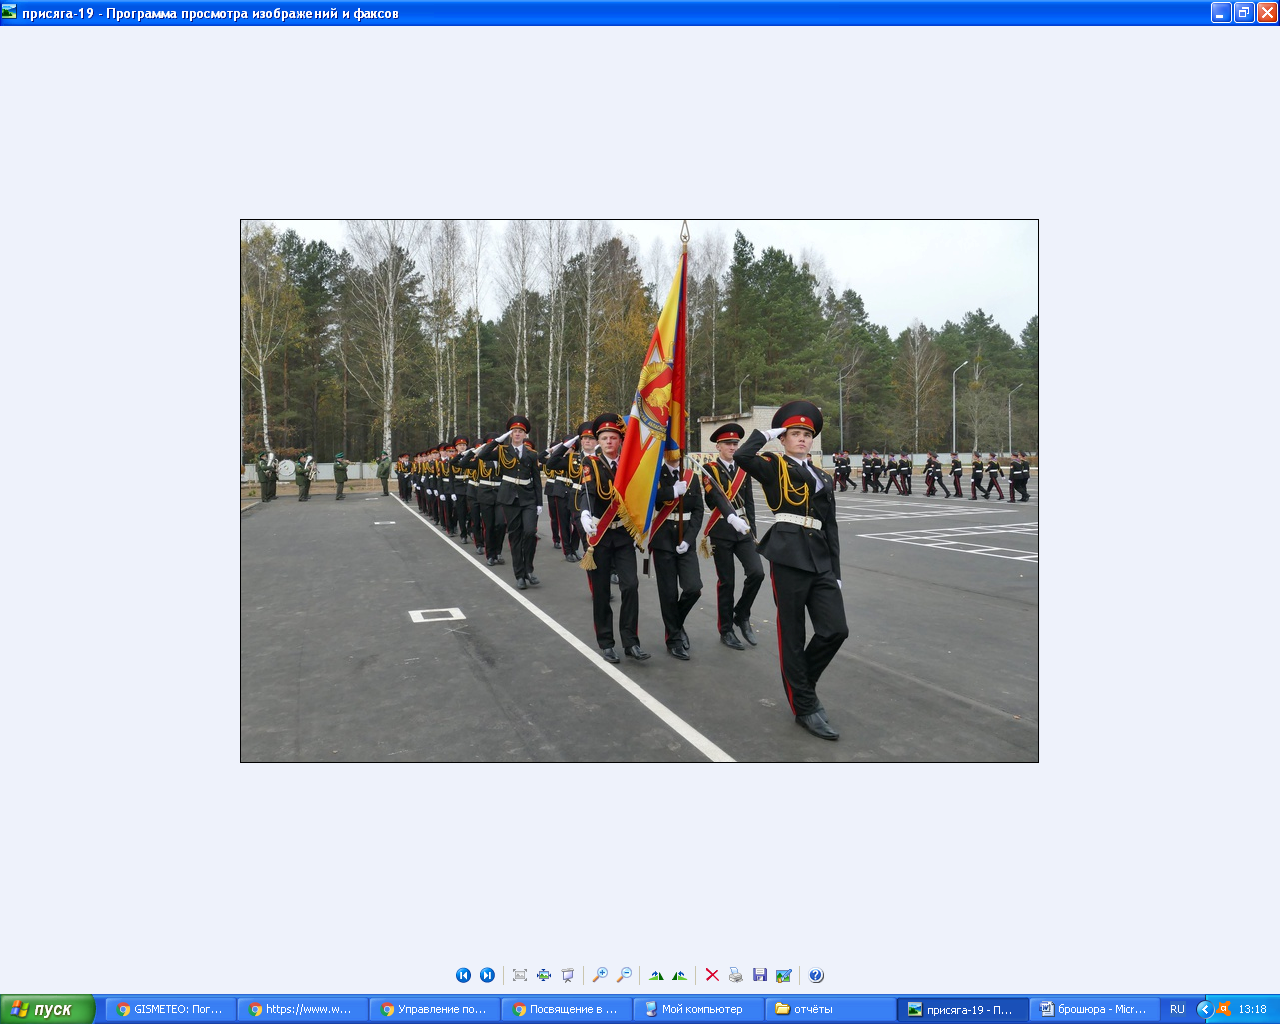 присяга-19 - Программа просмотра изображений и факсов
пуск
GISMETEO: Пог...
https://www.w...
Управление по...
Посвящение в ...
Мой компьютер
отчёты
присяга-19 - П...
брошюра - Micr...
RU
13:18